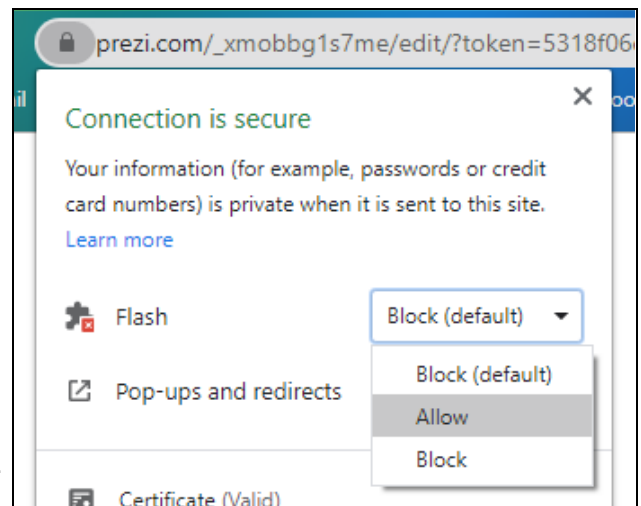 prezi.com/_xmobbg1s7me/edit/?token=5318f06
il
Connection is secure
Your information (for example, passwords or credit
card numbers) is private when it is sent to this site.
Learn more
Flash
Block (default)
Block (default)
Pop-ups and redirects
Allow
Block
Certificate (Valid)